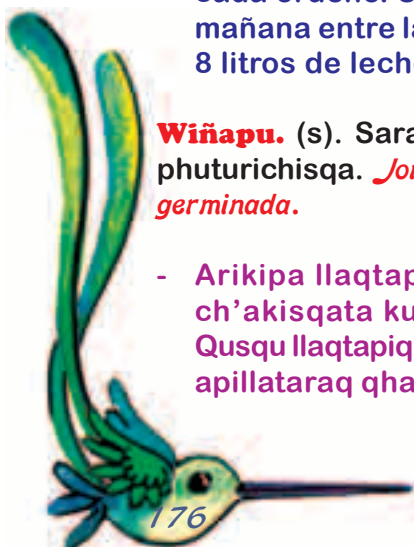 mañana entre la
8 litros de lech
Wiñapu. (s). Sara
phuturichisqa. Jo
germinada.
- Arikipa llaqtap
ch'akisqata ku
Qusqu llaqtapiq
apillataraq qha
176